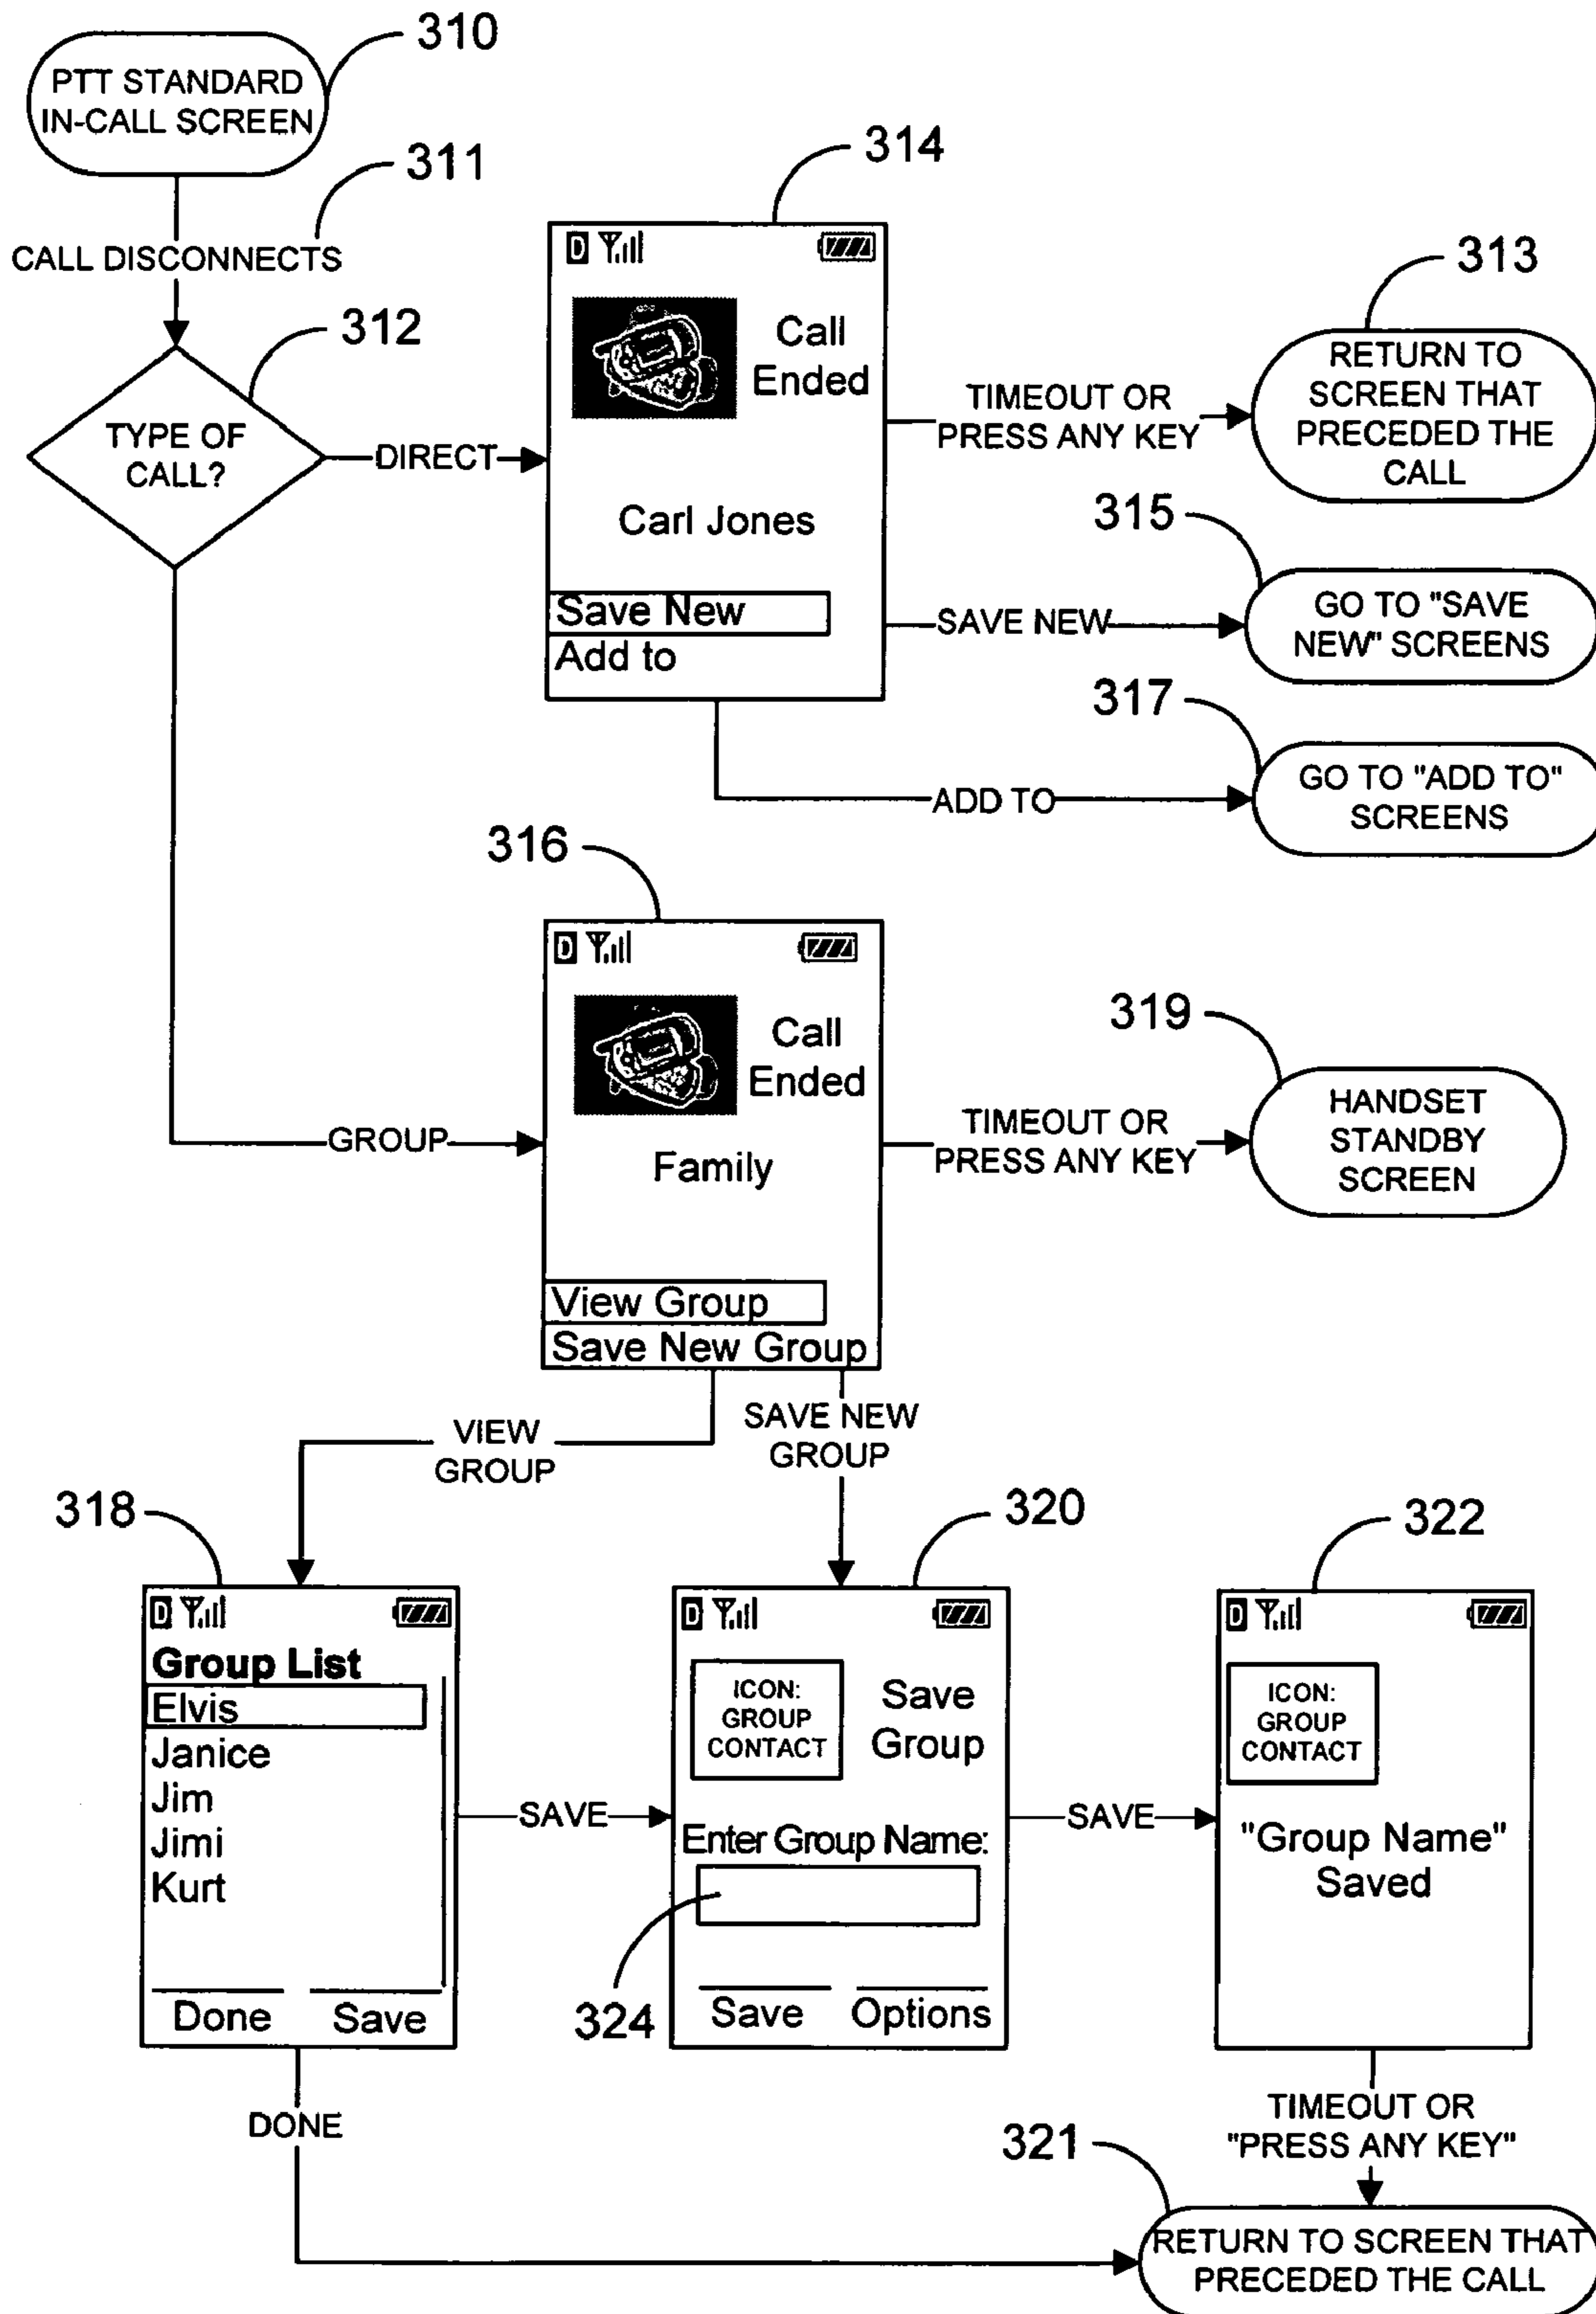 310
PTT STANDARD
IN-CALL SCREEN
311
CALL DISCONNECTS
312
TYPE OF
CALL?
DIRECT
314
D
Call
Ended
Carl Jones
Save New
Add to
TIMEOUT OR
PRESS ANY KEY
313
RETURN TO
SCREEN THAT
PRECEDED THE
CALL
315
SAVE NEW
GO TO "SAVE
NEW" SCREENS
317
ADD TO
GO TO "ADD TO"
SCREENS
316
GROUP
D
Call
Ended
Family
View Group
Save New Group
TIMEOUT OR
PRESS ANY KEY
319
HANDSET
STANDBY
SCREEN
VIEW
GROUP
SAVE NEW
GROUP
318
D
Group List
Elvis
Janice
Jim
Jimi
Kurt
Done Save
SAVE
320
D
ICON:
GROUP
CONTACT
Save
Group
Enter Group Name:
324
Save Options
SAVE
322
D
ICON:
GROUP
CONTACT
"Group Name"
Saved
DONE
TIMEOUT OR
"PRESS ANY KEY"
321
RETURN TO SCREEN THAT
PRECEDED THE CALL